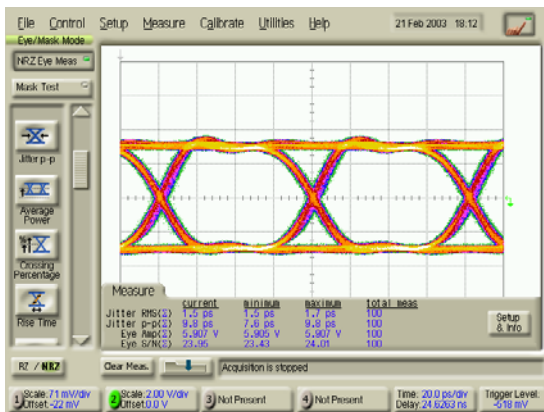 File Control Setup Measure Calibrate Utilities Help 21 Feb 2003 18:12
Eye/Mask Mode
NRZ Eye Meas
Mask Test
Jitter p-p
Average
Power
Crossing
Percentage
Rise Time
Measure
current minimum maximum total meas
Jitter RMS(Σ) 1.5 ps 1.5 ps 1.7 ps 100
Jitter p-p(Σ) 9.8 ps 7.6 ps 9.8 ps 100
Eye Amp(Σ) 5.907 V 5.905 V 5.907 V 100
Eye S/N(Σ) 23.95 23.43 24.01 100
Setup
& Info
RZ / NRZ
Clear Meas.
Acquisition is stopped
1 Scale:71 mV/div
Offset:-22 mV
2 Scale:2.00 V/div
Offset:0.0 V
3 Not Present
4 Not Present
Time: 20.0 ps/div
Delay:24.6263 ns
Trigger Level:
-518 mV